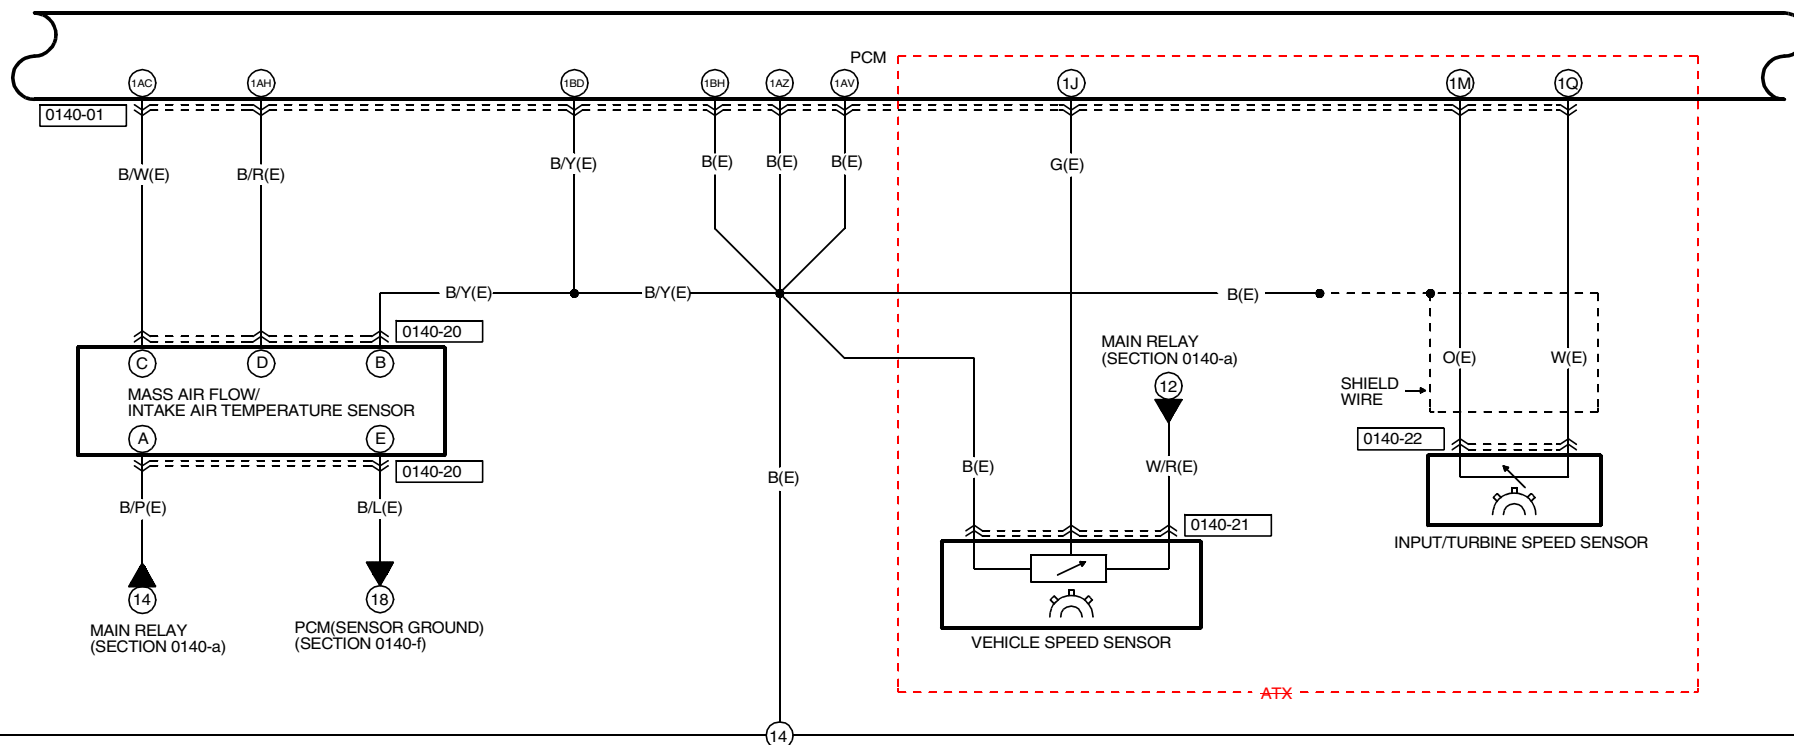 PCM
1AC 1AH 1BD 1BH 1AZ 1AV 1J 1M 1Q
0140-01
B/W(E) B/R(E) B/Y(E) B(E) B(E) B(E) G(E)
B/Y(E) B/Y(E) B(E)
0140-20
C D B
MASS AIR FLOW/
INTAKE AIR TEMPERATURE SENSOR
A E
0140-20
B/P(E) B/L(E)
14
MAIN RELAY
(SECTION 0140-a)
18
PCM(SENSOR GROUND)
(SECTION 0140-f)
B(E)
14
MAIN RELAY
(SECTION 0140-a)
12
B(E) W/R(E)
0140-21
VEHICLE SPEED SENSOR
O(E) W(E)
SHIELD
WIRE
0140-22
INPUT/TURBINE SPEED SENSOR
ATX